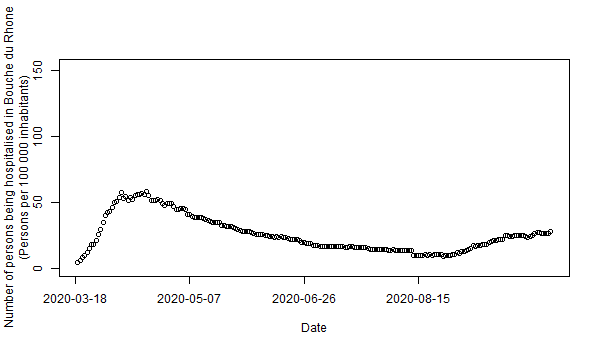 Number of persons being hospitalised in Bouche du Rhone
(Persons per 100 000 inhabitants)
150
100
50
0
2020-03-18 2020-05-07 2020-06-26 2020-08-15
Date